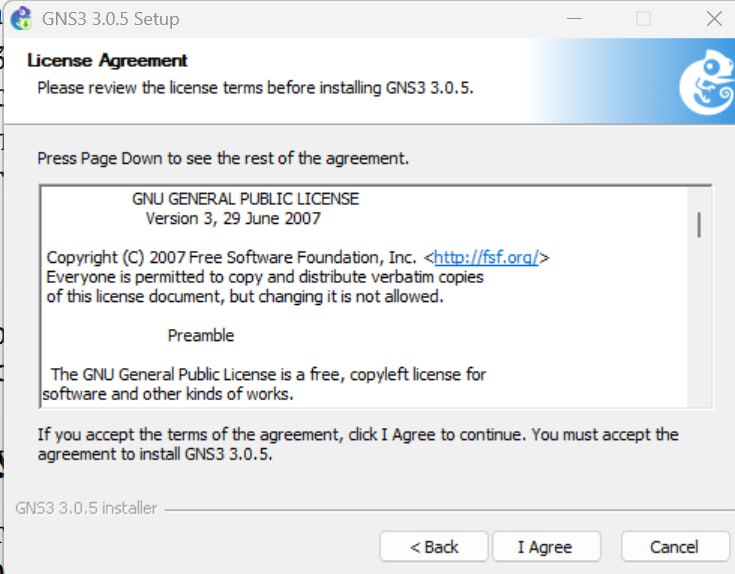 GNS3 3.0.5 Setup
License Agreement
Please review the license terms before installing GNS3 3.0.5.
Press Page Down to see the rest of the agreement.
GNU GENERAL PUBLIC LICENSE
Version 3, 29 June 2007
Copyright (C) 2007 Free Software Foundation, Inc. <http://fsf.org/>
Everyone is permitted to copy and distribute verbatim copies
of this license document, but changing it is not allowed.
Preamble
The GNU General Public License is a free, copyleft license for
software and other kinds of works.
If you accept the terms of the agreement, click I Agree to continue. You must accept the
agreement to install GNS3 3.0.5.
GNS3 3.0.5 installer
< Back
I Agree
Cancel